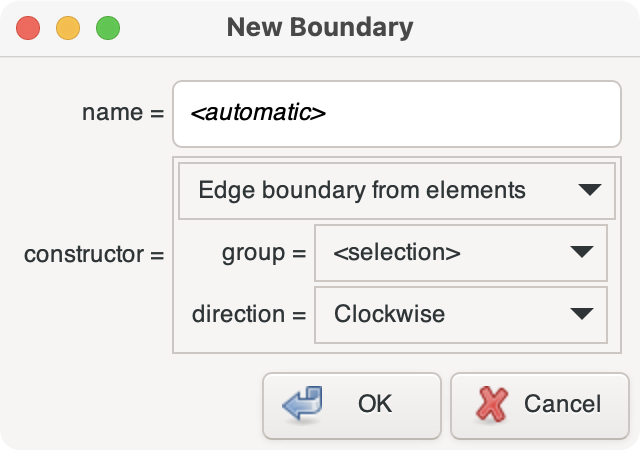 New Boundary
name = <automatic>
Edge boundary from elements
constructor =
group = <selection>
direction = Clockwise
OK Cancel